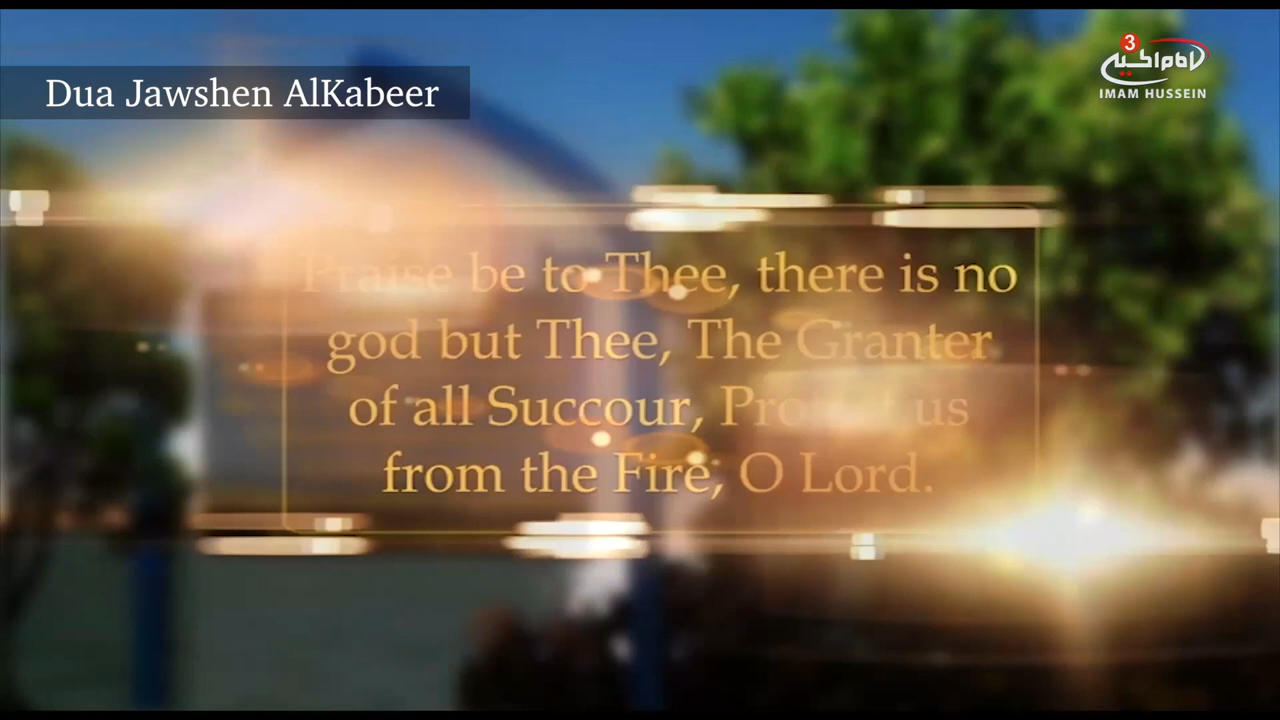 Dua Jawshen AlKabeer
3
IMAM HUSSEIN
Praise be to Thee, there is no
god but Thee, The Granter
of all Succour, us
from the Fire, O Lord.